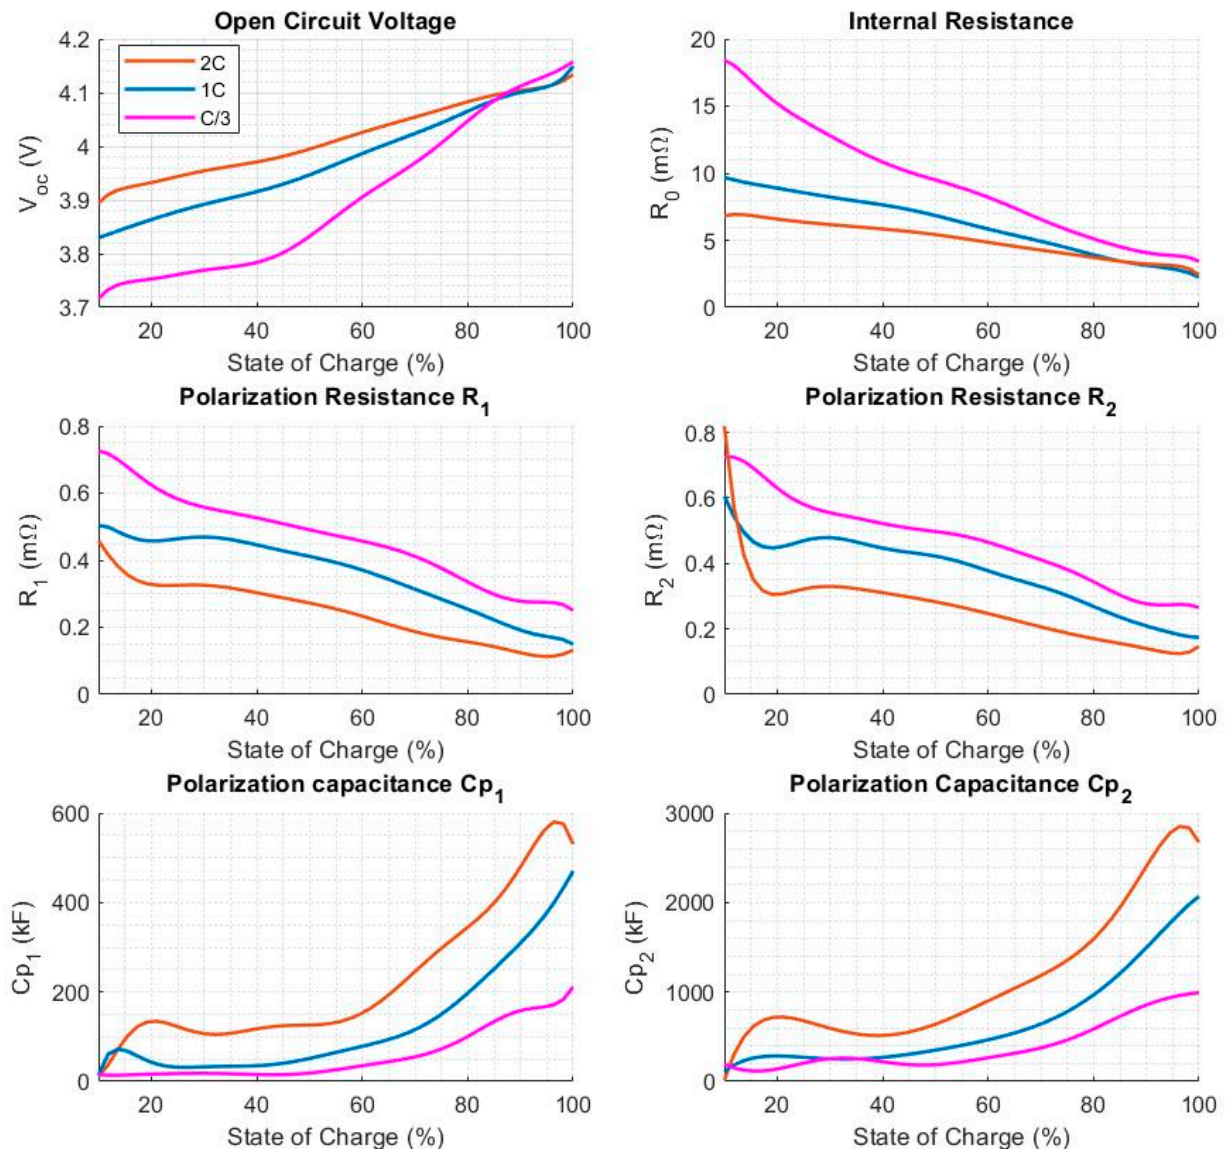 Open Circuit Voltage
4.2
4.1
4
3.9
3.8
3.7
V_oc (V)
2C
1C
C/3
20 40 60 80 100
State of Charge (%)
Internal Resistance
20
15
10
5
0
R_0 (mΩ)
20 40 60 80 100
State of Charge (%)
Polarization Resistance R_1
0.8
0.6
0.4
0.2
0
R_1 (mΩ)
20 40 60 80 100
State of Charge (%)
Polarization Resistance R_2
0.8
0.6
0.4
0.2
0
R_2 (mΩ)
20 40 60 80 100
State of Charge (%)
Polarization capacitance Cp_1
600
400
200
0
Cp_1 (kF)
20 40 60 80 100
State of Charge (%)
Polarization Capacitance Cp_2
3000
2000
1000
0
Cp_2 (kF)
20 40 60 80 100
State of Charge (%)